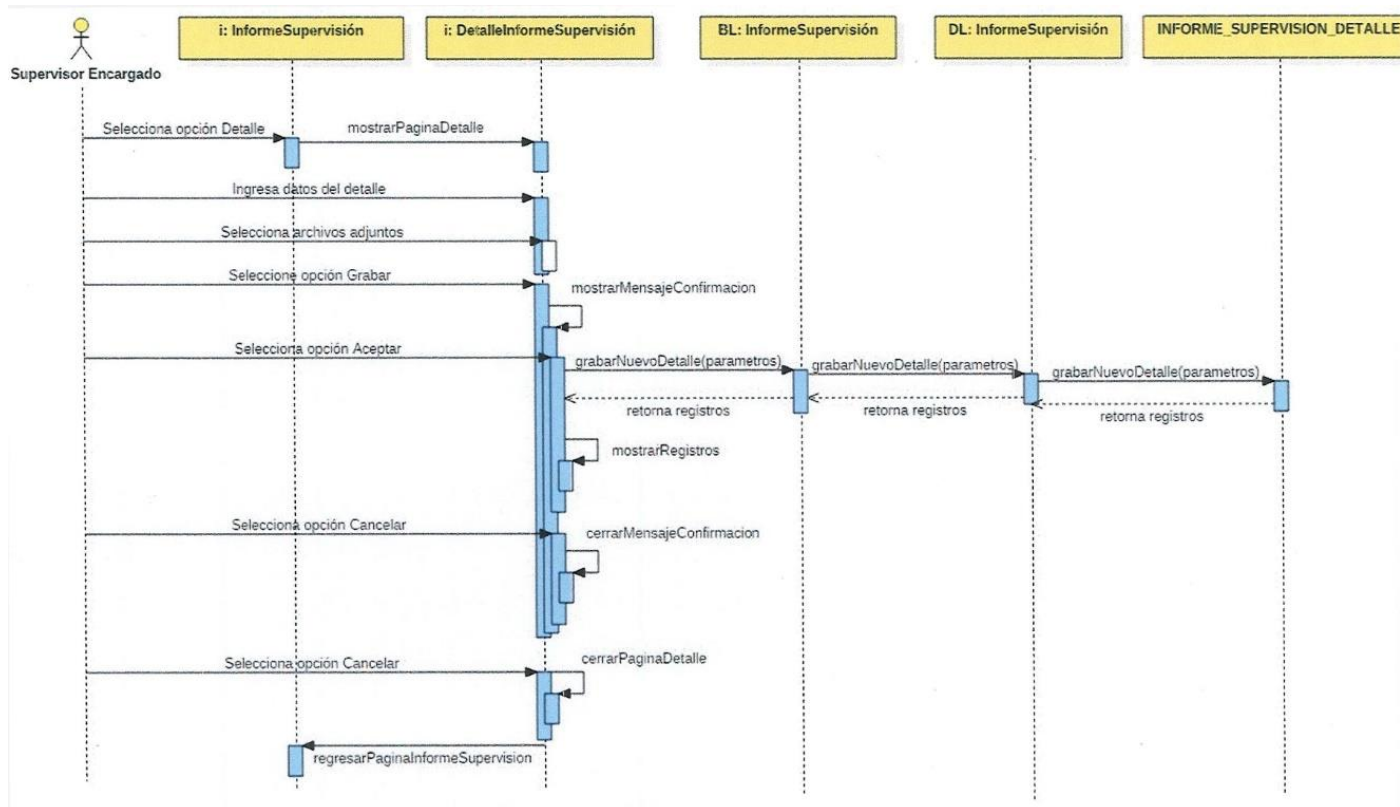 i: InformeSupervisión
i: DetalleInformeSupervisión
BL: InformeSupervisión
DL: InformeSupervisión
INFORME_SUPERVISION_DETALLE
Supervisor Encargado
Selecciona opción Detalle
mostrarPaginaDetalle
Ingresa datos del detalle
Selecciona archivos adjuntos
Seleccione opción Grabar
mostrarMensajeConfirmacion
Selecciona opción Aceptar
grabarNuevoDetalle(parametros)
grabarNuevoDetalle(parametros)
grabarNuevoDetalle(parametros)
retorna registros
retorna registros
retorna registros
mostrarRegistros
Selecciona opción Cancelar
cerrarMensajeConfirmacion
Selecciona opción Cancelar
cerrarPaginaDetalle
regresarPaginaInformeSupervision